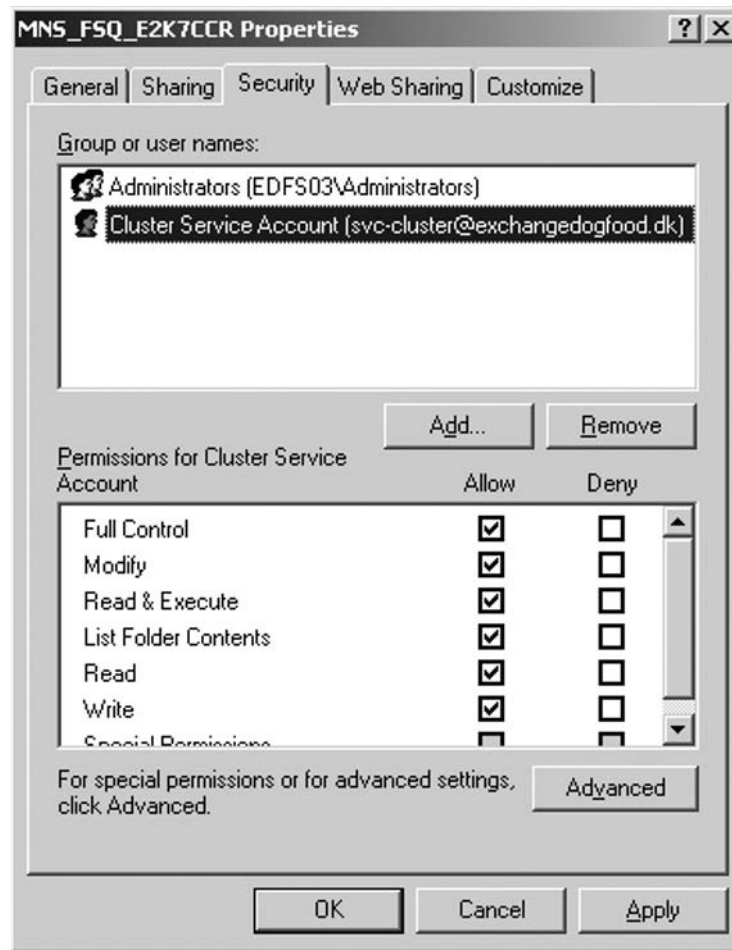 MNS_FSQ_E2K7CCR Properties
General Sharing Security Web Sharing Customize
Group or user names:
Administrators (EDFS03\Administrators)
Cluster Service Account (svc-cluster@exchangedogfood.dk)
Add... Remove
Permissions for Cluster Service
Account Allow Deny
Full Control
Modify
Read & Execute
List Folder Contents
Read
Write
Special Permissions
For special permissions or for advanced settings,
click Advanced.
Advanced
OK Cancel Apply